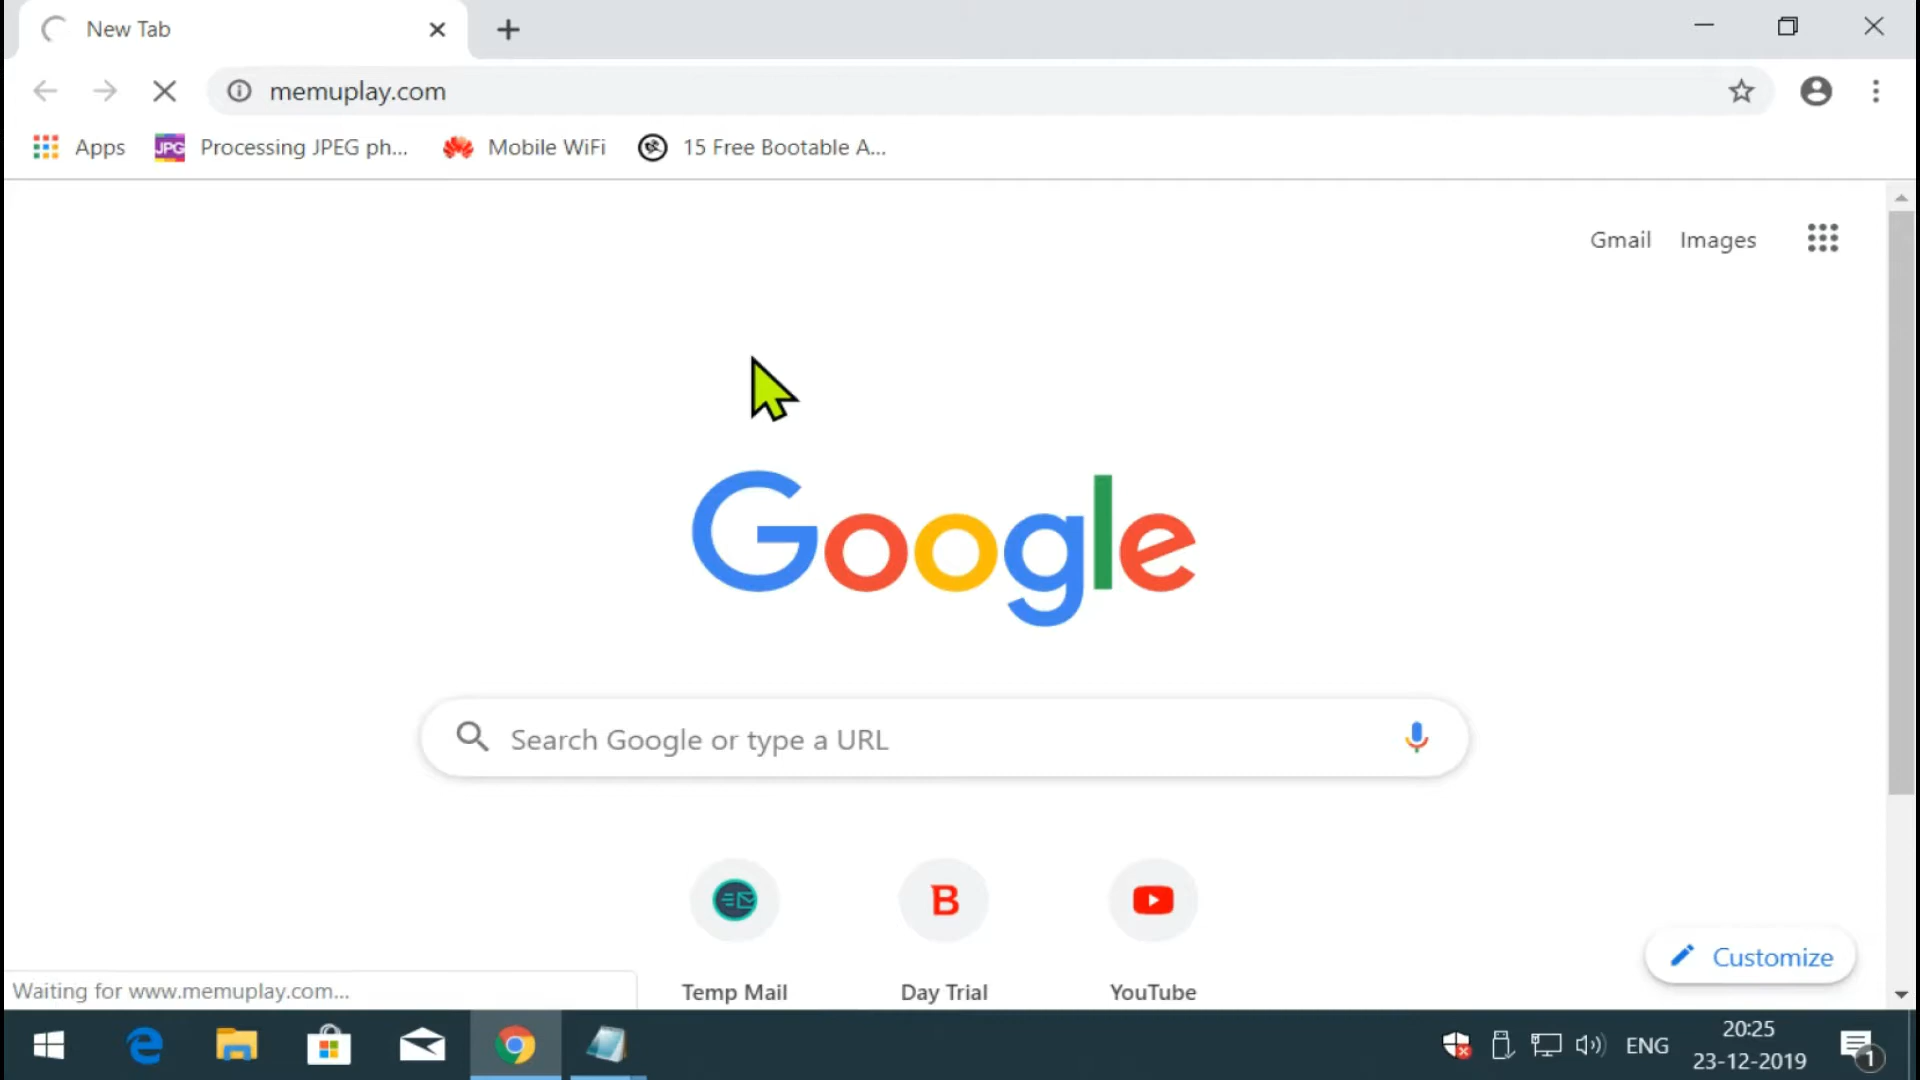 New Tab
memuplay.com
Apps
JPG
Processing JPEG ph...
Mobile WiFi
15 Free Bootable A...
Gmail
Images
Google
Search Google or type a URL
B
Customize
Waiting for www.memuplay.com...
Temp Mail
Day Trial
YouTube
ENG
20:25
23-12-2019
1